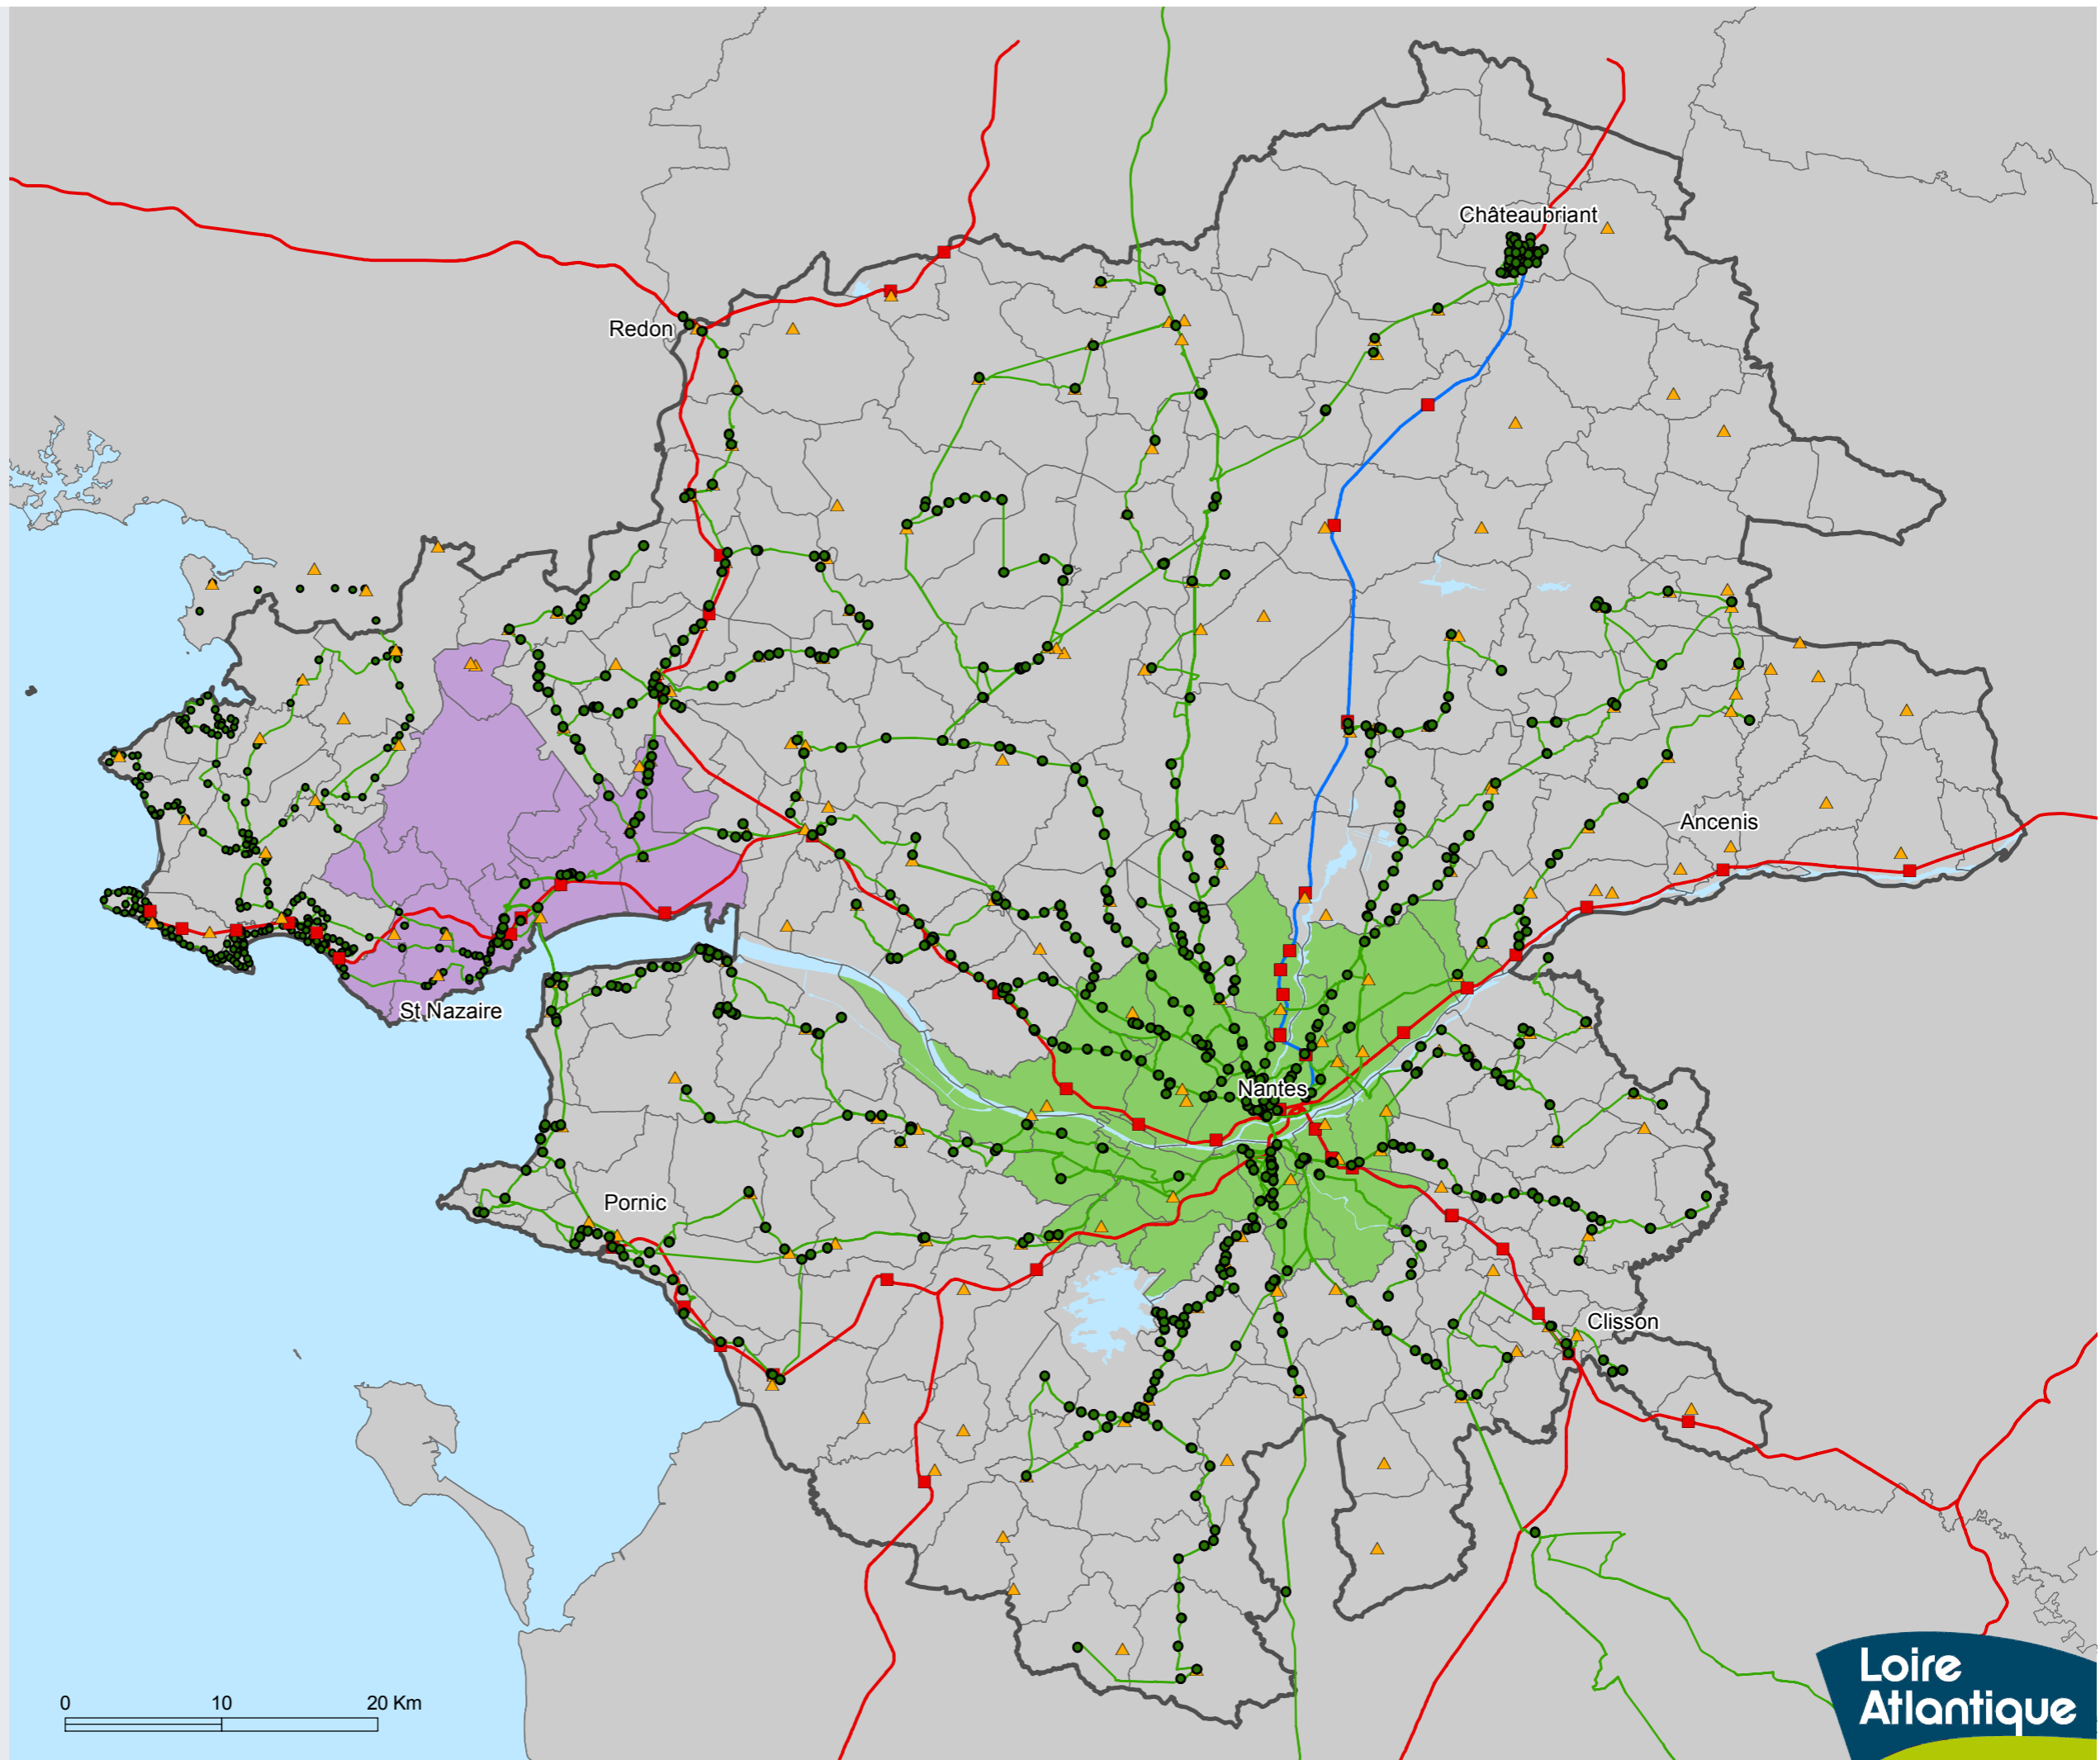 Châteaubriant
Redon
Ancenis
St Nazaire
Nantes
Pornic
Clisson
0 10 20 Km
Loire
Atlantique